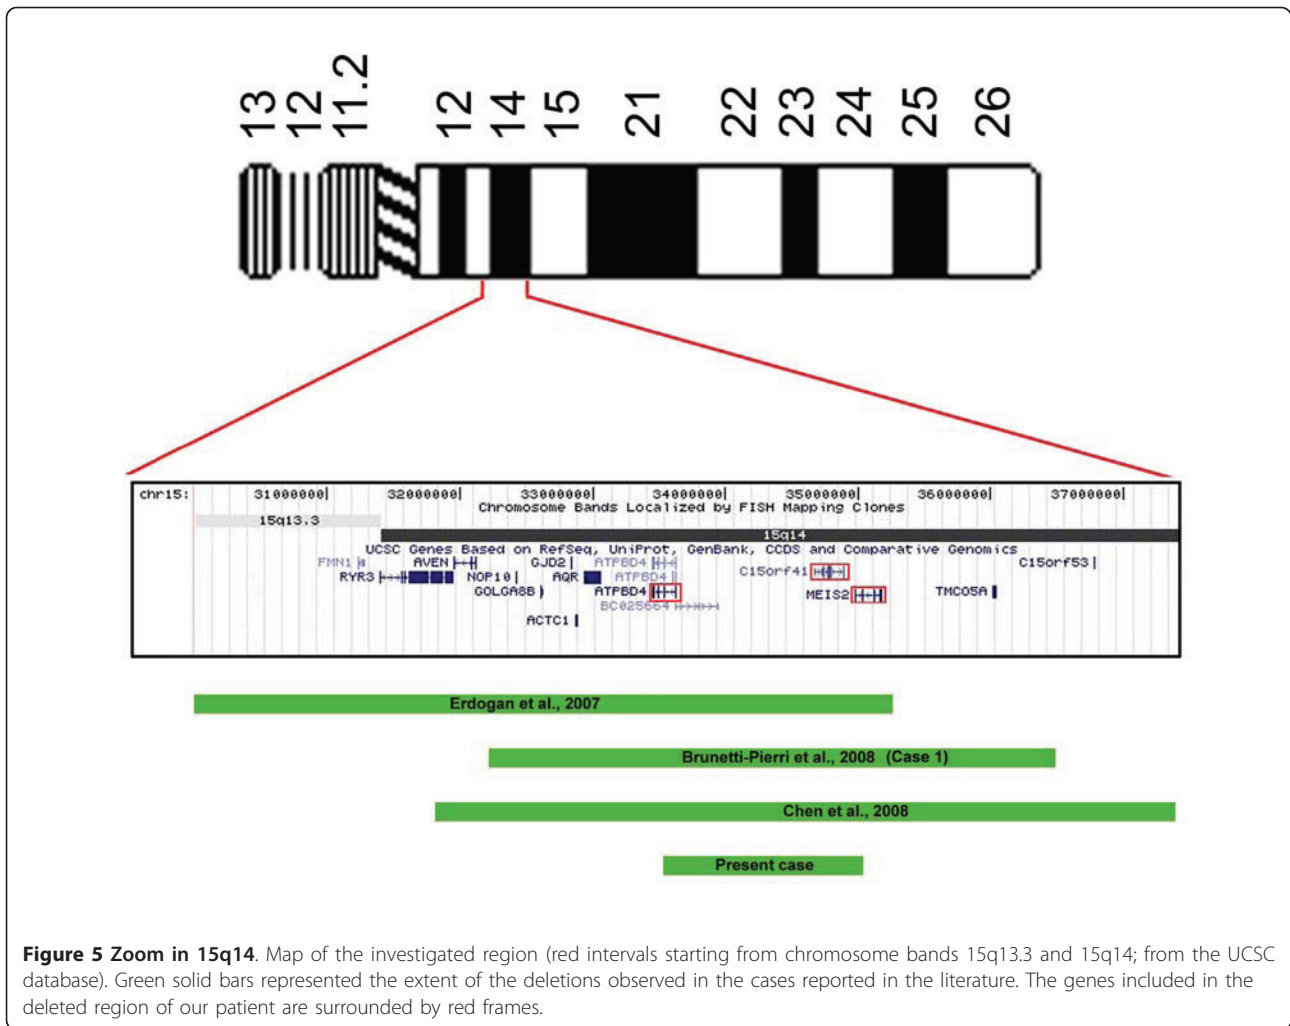 13 12 11.2 12 14 15 21 22 23 24 25 26
chr15: 31000000| 32000000| 33000000| 34000000| 35000000| 36000000| 37000000|
Chromosome Bands Localized by FISH Mapping Clones
15q13.3
15q14
UCSC Genes Based on RefSeq, UniProt, GenBank, CCDS and Comparative Genomics
FMN1 AVEN GJD2 ATPBD4 C15orf41 C15orf53
RYR3 NOP10 AQR ATPBD4
GOLGA8B ATPBD4 MEIS2 TMCO5A
BC025664
ACTC1
Erdogan et al., 2007
Brunetti-Pierri et al., 2008 (Case 1)
Chen et al., 2008
Present case
Figure 5 Zoom in 15q14. Map of the investigated region (red intervals starting from chromosome bands 15q13.3 and 15q14; from the UCSC
database). Green solid bars represented the extent of the deletions observed in the cases reported in the literature. The genes included in the
deleted region of our patient are surrounded by red frames.